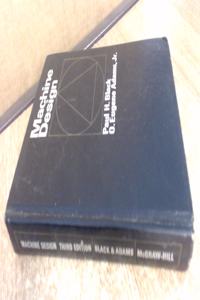 Machine
Design
Paul H. Black
O. Eugene Adams, Jr.
MACHINE DESIGN THIRD EDITION BLACK & ADAMS McGRAW-HILL